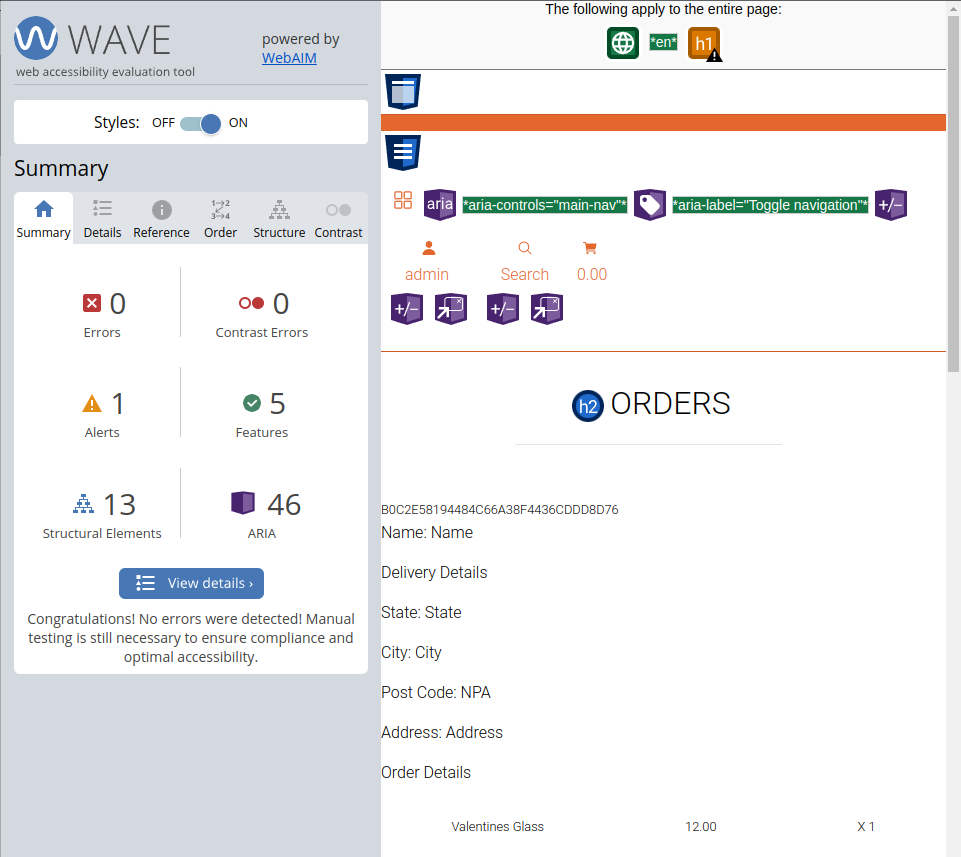 WAVE
web accessibility evaluation tool
powered by
WebAIM
Styles: OFF ON
Summary
Summary Details Reference Order Structure Contrast
0
Errors
0
Contrast Errors
1
Alerts
5
Features
13
Structural Elements
46
ARIA
View details ›
Congratulations! No errors were detected! Manual
testing is still necessary to ensure compliance and
optimal accessibility.
The following apply to the entire page:
*en* h1
aria *aria-controls="main-nav"* *aria-label="Toggle navigation"* +/−
admin Search 0.00
+/− +/−
h2 ORDERS
B0C2E58194484C66A38F4436CDDD8D76
Name: Name
Delivery Details
State: State
City: City
Post Code: NPA
Address: Address
Order Details
Valentines Glass 12.00 X 1